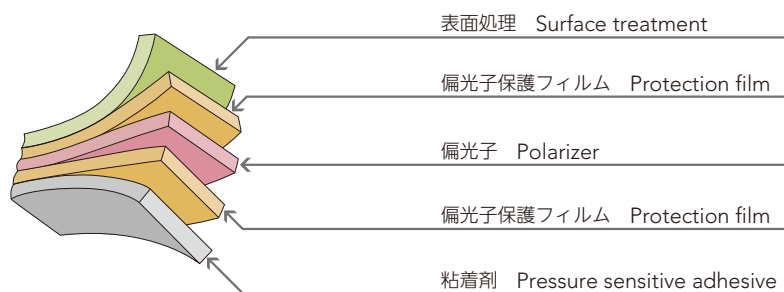 表面処理 Surface treatment
偏光子保護フィルム Protection film
偏光子 Polarizer
偏光子保護フィルム Protection film
粘着剤 Pressure sensitive adhesive